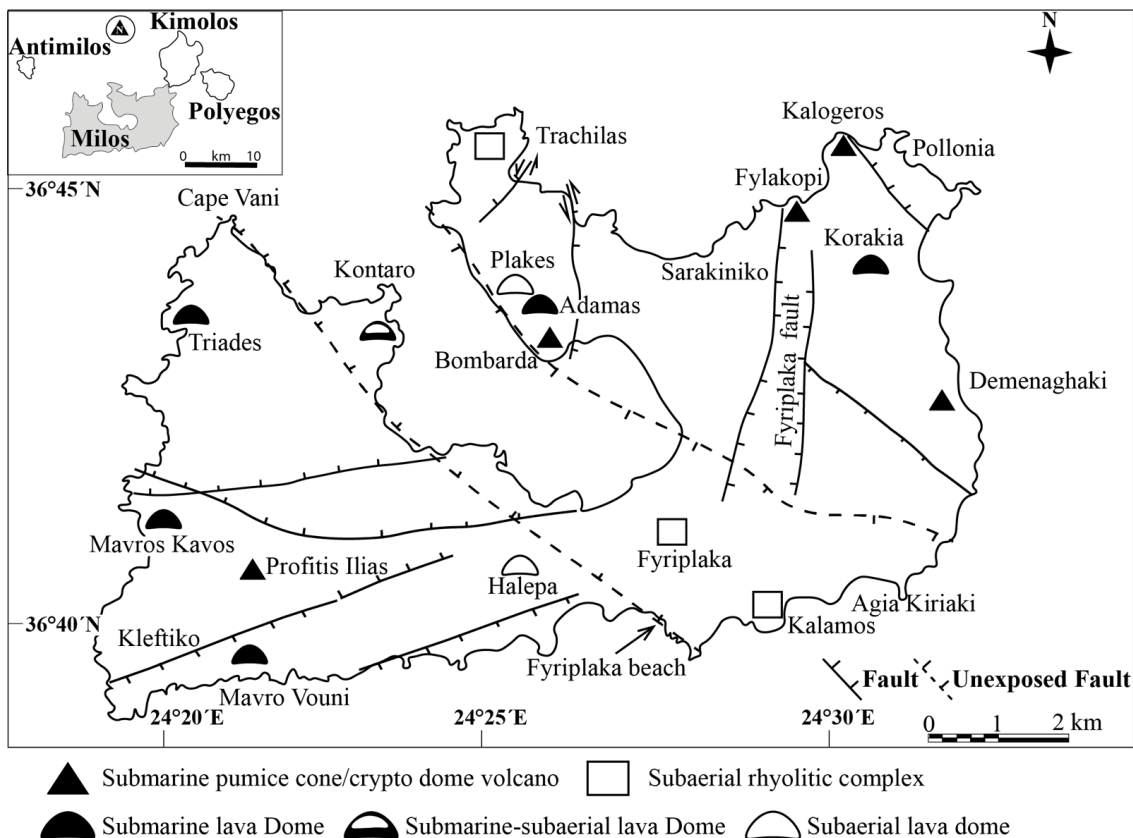 N
Kimolos
Antimilos
Polyegos
Milos
0 km 10
N
Kalogeros
Trachilas
Pollonia
36°45´N
Fylakopi
Cape Vani
Korakia
Plakes
Sarakiniko
Kontaro
Adamas
Triades
Bombarda
Fyriplaka fault
Demenaghaki
Mavros Kavos
Profitis Ilias
Halepa
Fyriplaka
Agia Kiriaki
36°40´N
Kalamos
Kleftiko
Fyriplaka beach
Mavro Vouni
Fault
Unexposed Fault
24°20´E
24°25´E
24°30´E
0 1 2 km
Submarine pumice cone/crypto dome volcano
Subaerial rhyolitic complex
Submarine lava Dome
Submarine-subaerial lava Dome
Subaerial lava dome